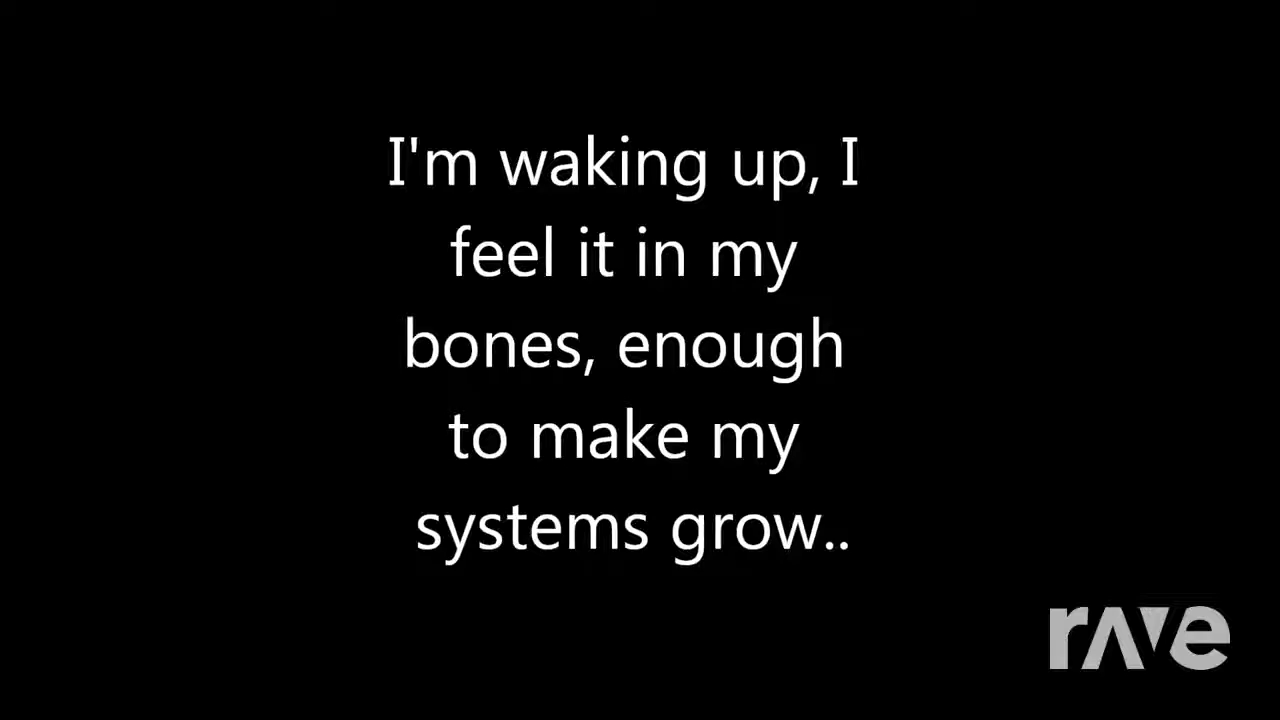 I'm waking up, I
feel it in my
bones, enough
to make my
systems grow..
rave